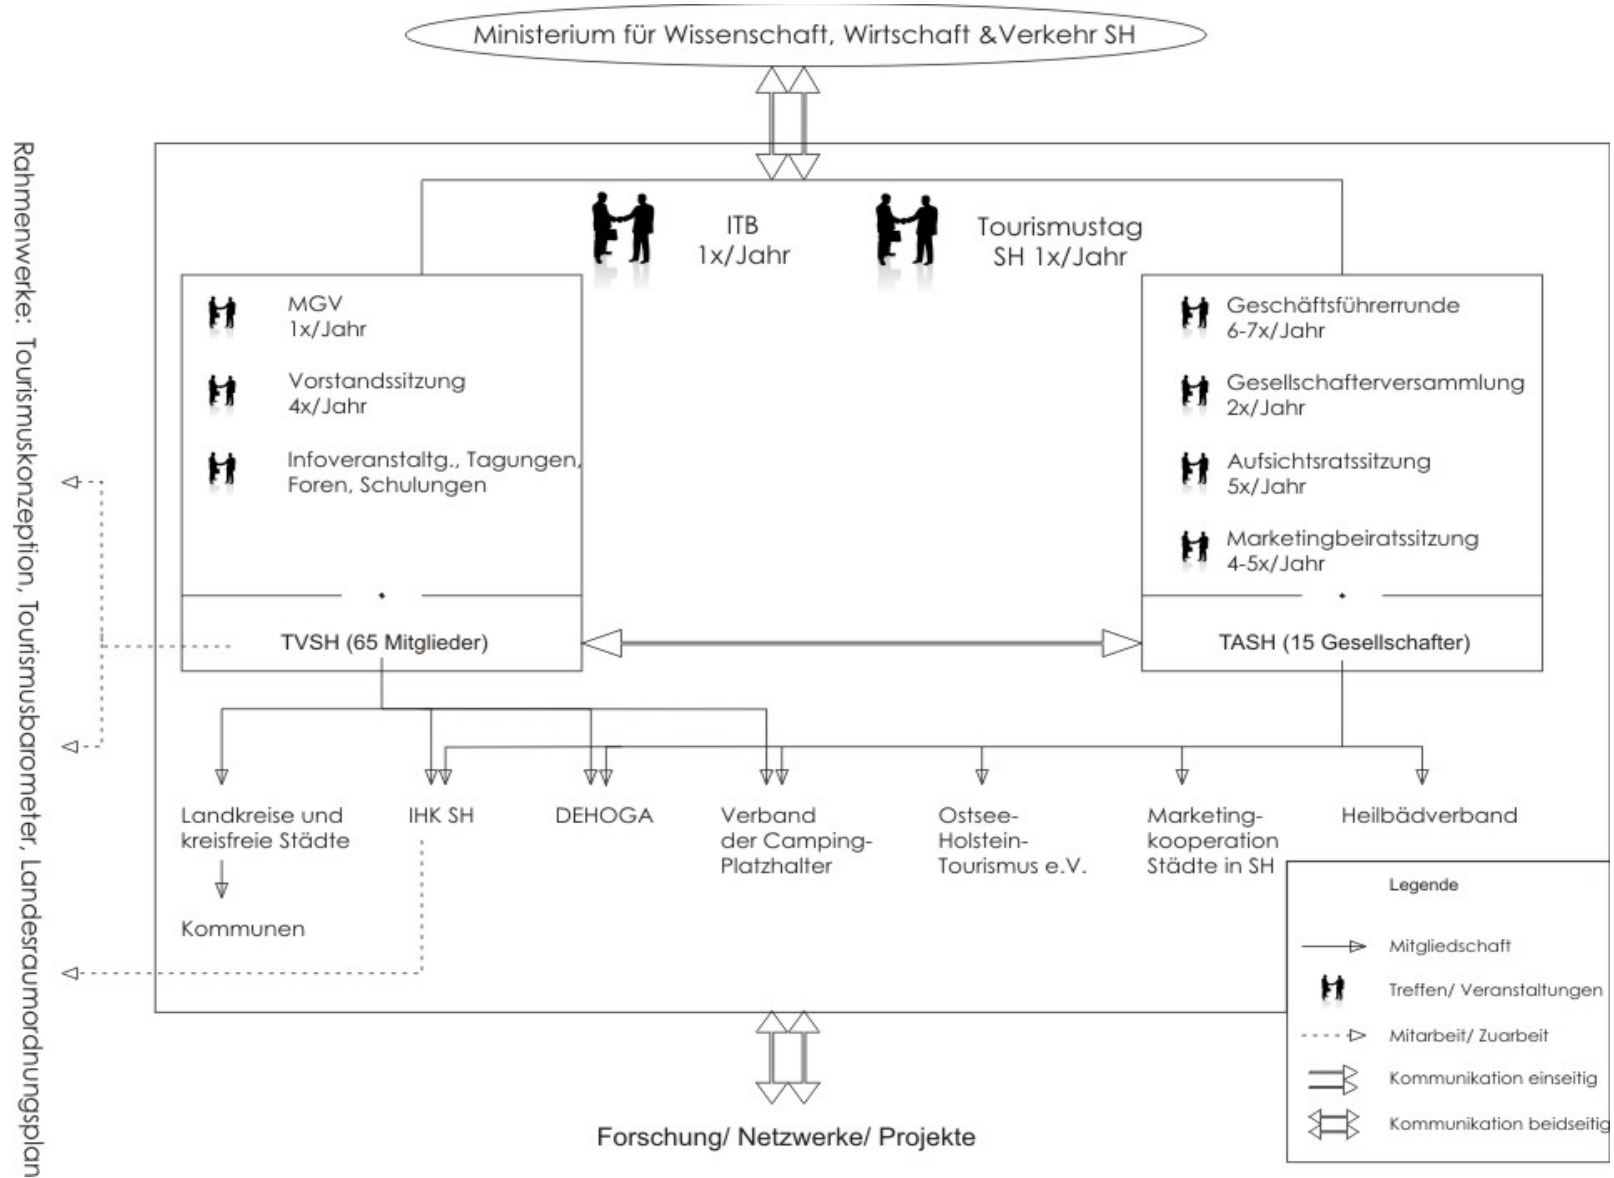 Ministerium für Wissenschaft, Wirtschaft &Verkehr SH
Rahmenwerke: Tourismuskonzeption, Tourismusbarometer, Landesraumordnungsplan
ITB
1x/Jahr
Tourismustag
SH 1x/Jahr
MGV
1x/Jahr
Vorstandssitzung
4x/Jahr
Infoveranstaltg., Tagungen,
Foren, Schulungen
TVSH (65 Mitglieder)
Geschäftsführerrunde
6-7x/Jahr
Gesellschafterversammlung
2x/Jahr
Aufsichtsratssitzung
5x/Jahr
Marketingbeiratssitzung
4-5x/Jahr
TASH (15 Gesellschafter)
Landkreise und
kreisfreie Städte
Kommunen
IHK SH
DEHOGA
Verband
der Camping-
Platzhalter
Ostsee-
Holstein-
Tourismus e.V.
Marketing-
kooperation
Städte in SH
Heilbädverband
Legende
Mitgliedschaft
Treffen/ Veranstaltungen
Mitarbeit/ Zuarbeit
Kommunikation einseitig
Kommunikation beidseitig
Forschung/ Netzwerke/ Projekte